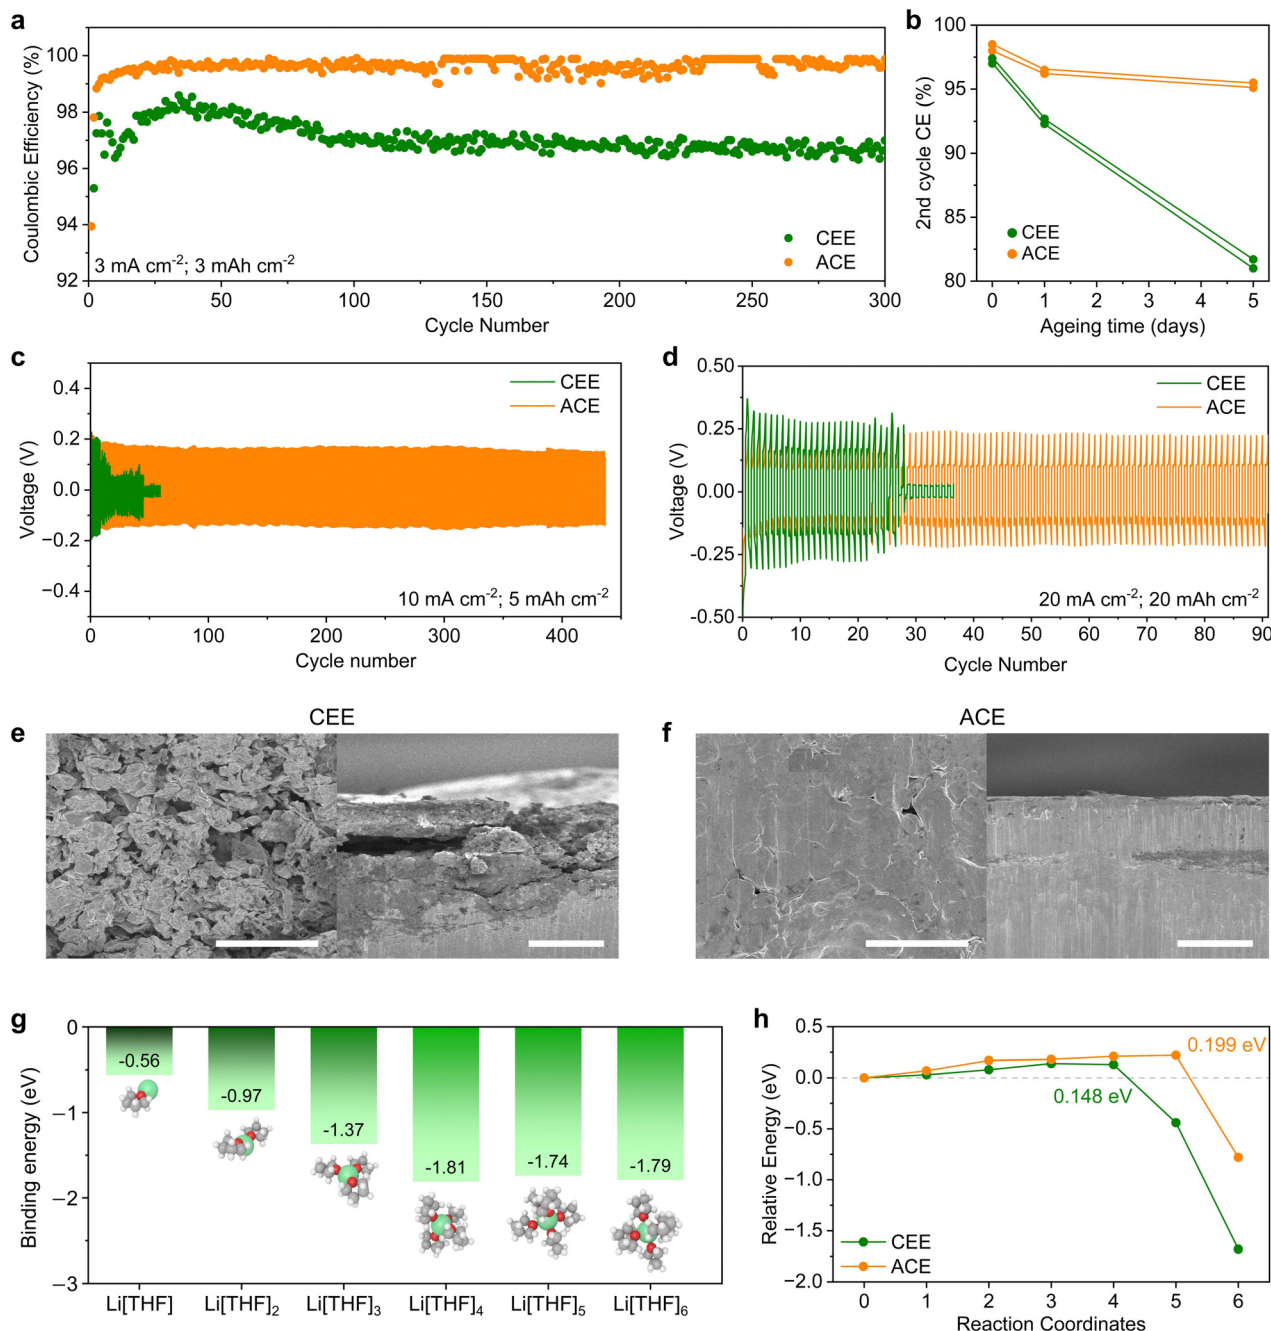 a
Coulombic Efficiency (%)
100
98
96
94
92
CEE
ACE
3 mA cm⁻²; 3 mAh cm⁻²
0 50 100 150 200 250 300
Cycle Number
b
2nd cycle CE (%)
100
95
90
85
80
CEE
ACE
0 1 2 3 4 5
Ageing time (days)
c
Voltage (V)
0.4
0.2
0.0
−0.2
−0.4
CEE
ACE
10 mA cm⁻²; 5 mAh cm⁻²
0 100 200 300 400
Cycle number
d
Voltage (V)
0.50
0.25
0.00
-0.25
-0.50
CEE
ACE
20 mA cm⁻²; 20 mAh cm⁻²
0 10 20 30 40 50 60 70 80 90
Cycle Number
e
CEE
f
ACE
g
Binding energy (eV)
0
−1
−2
−3
-0.56
-0.97
-1.37
-1.81
-1.74
-1.79
Li[THF] Li[THF]₂ Li[THF]₃ Li[THF]₄ Li[THF]₅ Li[THF]₆
h
Relative Energy (eV)
0.5
0.0
-0.5
-1.0
-1.5
-2.0
0.199 eV
0.148 eV
CEE
ACE
0 1 2 3 4 5 6
Reaction Coordinates